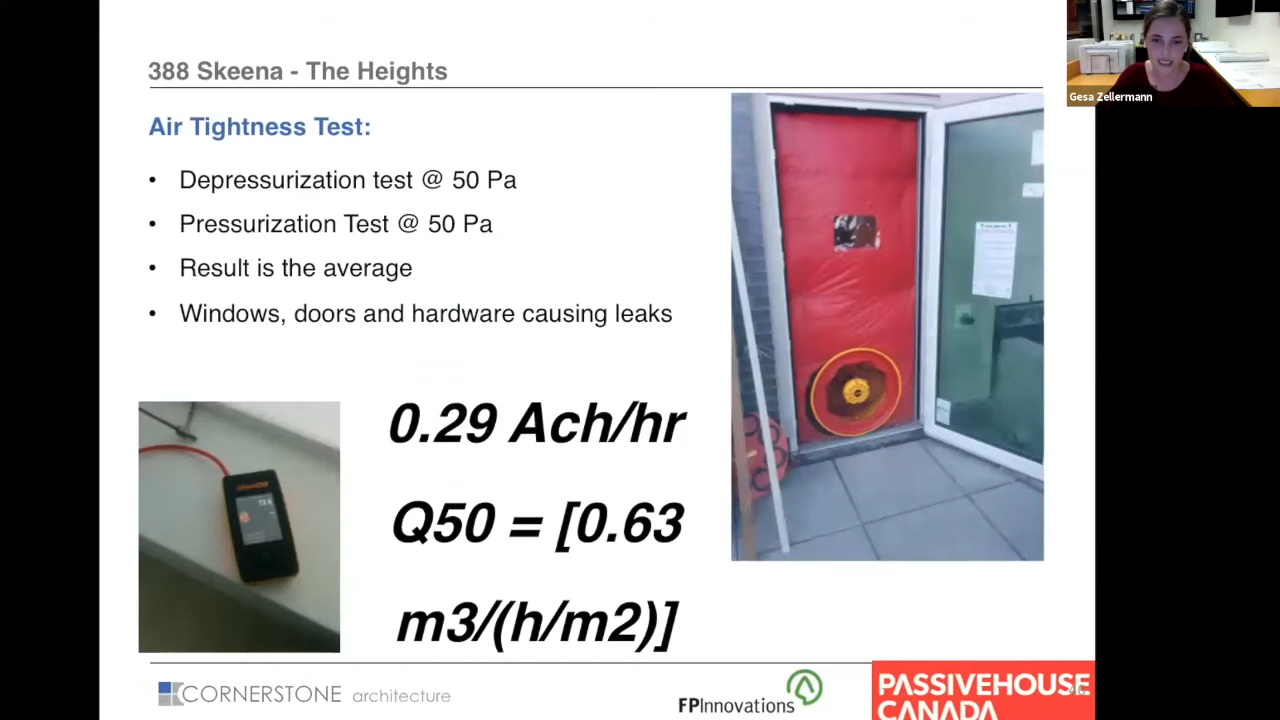 388 Skeena - The Heights
Gesa Zellermann
Air Tightness Test:
• Depressurization test @ 50 Pa
• Pressurization Test @ 50 Pa
• Result is the average
• Windows, doors and hardware causing leaks
0.29 Ach/hr
Q50 = [0.63
m3/(h/m2)]
CORNERSTONE architecture
FPInnovations
PASSIVEHOUSE
CANADA